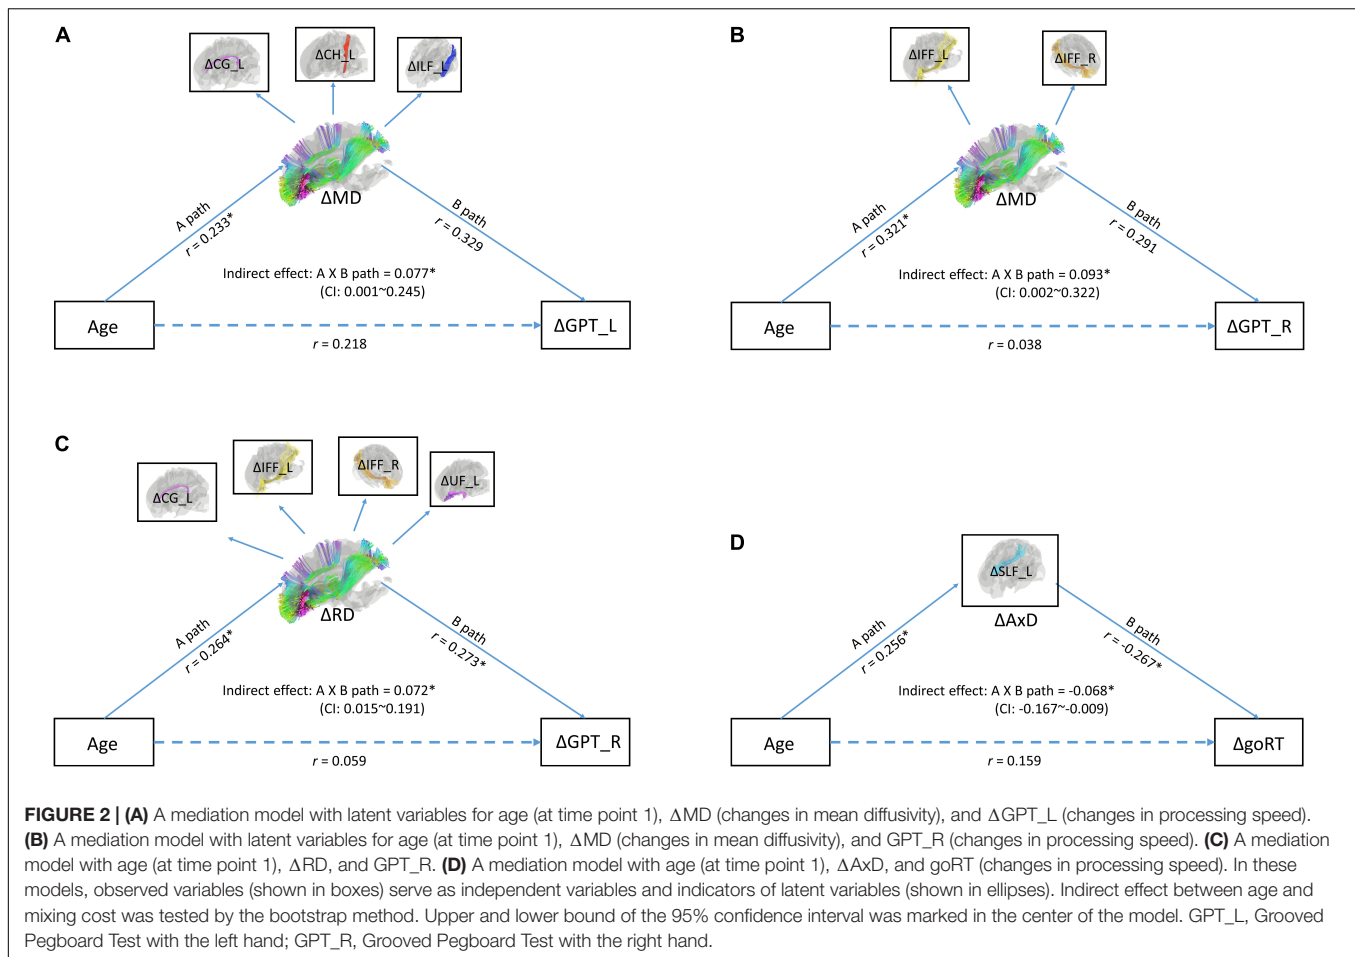 A
ΔCG_L
ΔCH_L
ΔILF_L
ΔMD
A path
r = 0.233*
B path
r = 0.329
Indirect effect: A X B path = 0.077*
(CI: 0.001~0.245)
Age
ΔGPT_L
r = 0.218
B
ΔIFF_L
ΔIFF_R
ΔMD
A path
r = 0.321*
B path
r = 0.291
Indirect effect: A X B path = 0.093*
(CI: 0.002~0.322)
Age
ΔGPT_R
r = 0.038
C
ΔCG_L
ΔIFF_L
ΔIFF_R
ΔUF_L
ΔRD
A path
r = 0.264*
B path
r = 0.273*
Indirect effect: A X B path = 0.072*
(CI: 0.015~0.191)
Age
ΔGPT_R
r = 0.059
D
ΔSLF_L
ΔAxD
A path
r = 0.256*
B path
r = -0.267*
Indirect effect: A X B path = -0.068*
(CI: -0.167~-0.009)
Age
ΔgoRT
r = 0.159
FIGURE 2 | (A) A mediation model with latent variables for age (at time point 1), ΔMD (changes in mean diffusivity), and ΔGPT_L (changes in processing speed).
(B) A mediation model with latent variables for age (at time point 1), ΔMD (changes in mean diffusivity), and GPT_R (changes in processing speed). (C) A mediation
model with age (at time point 1), ΔRD, and GPT_R. (D) A mediation model with age (at time point 1), ΔAxD, and goRT (changes in processing speed). In these
models, observed variables (shown in boxes) serve as independent variables and indicators of latent variables (shown in ellipses). Indirect effect between age and
mixing cost was tested by the bootstrap method. Upper and lower bound of the 95% confidence interval was marked in the center of the model. GPT_L, Grooved
Pegboard Test with the left hand; GPT_R, Grooved Pegboard Test with the right hand.